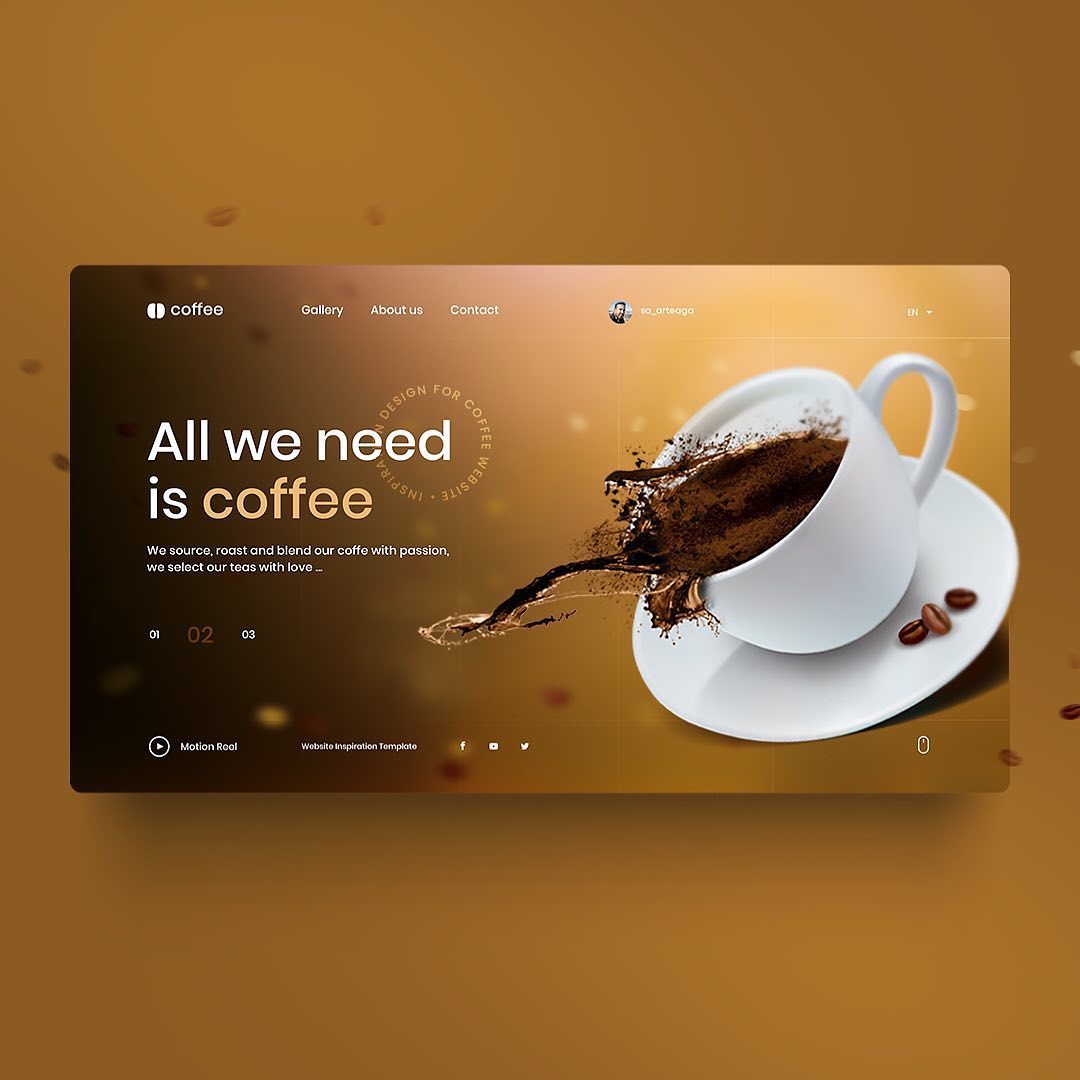 coffee
Gallery
About us
Contact
sa_arteaga
EN
DESIGN FOR COFFEE WEBSITE • INSPIRA
All we need
is coffee
We source, roast and blend our coffe with passion,
we select our teas with love ...
01
02
03
Motion Reel
Website Inspiration Template